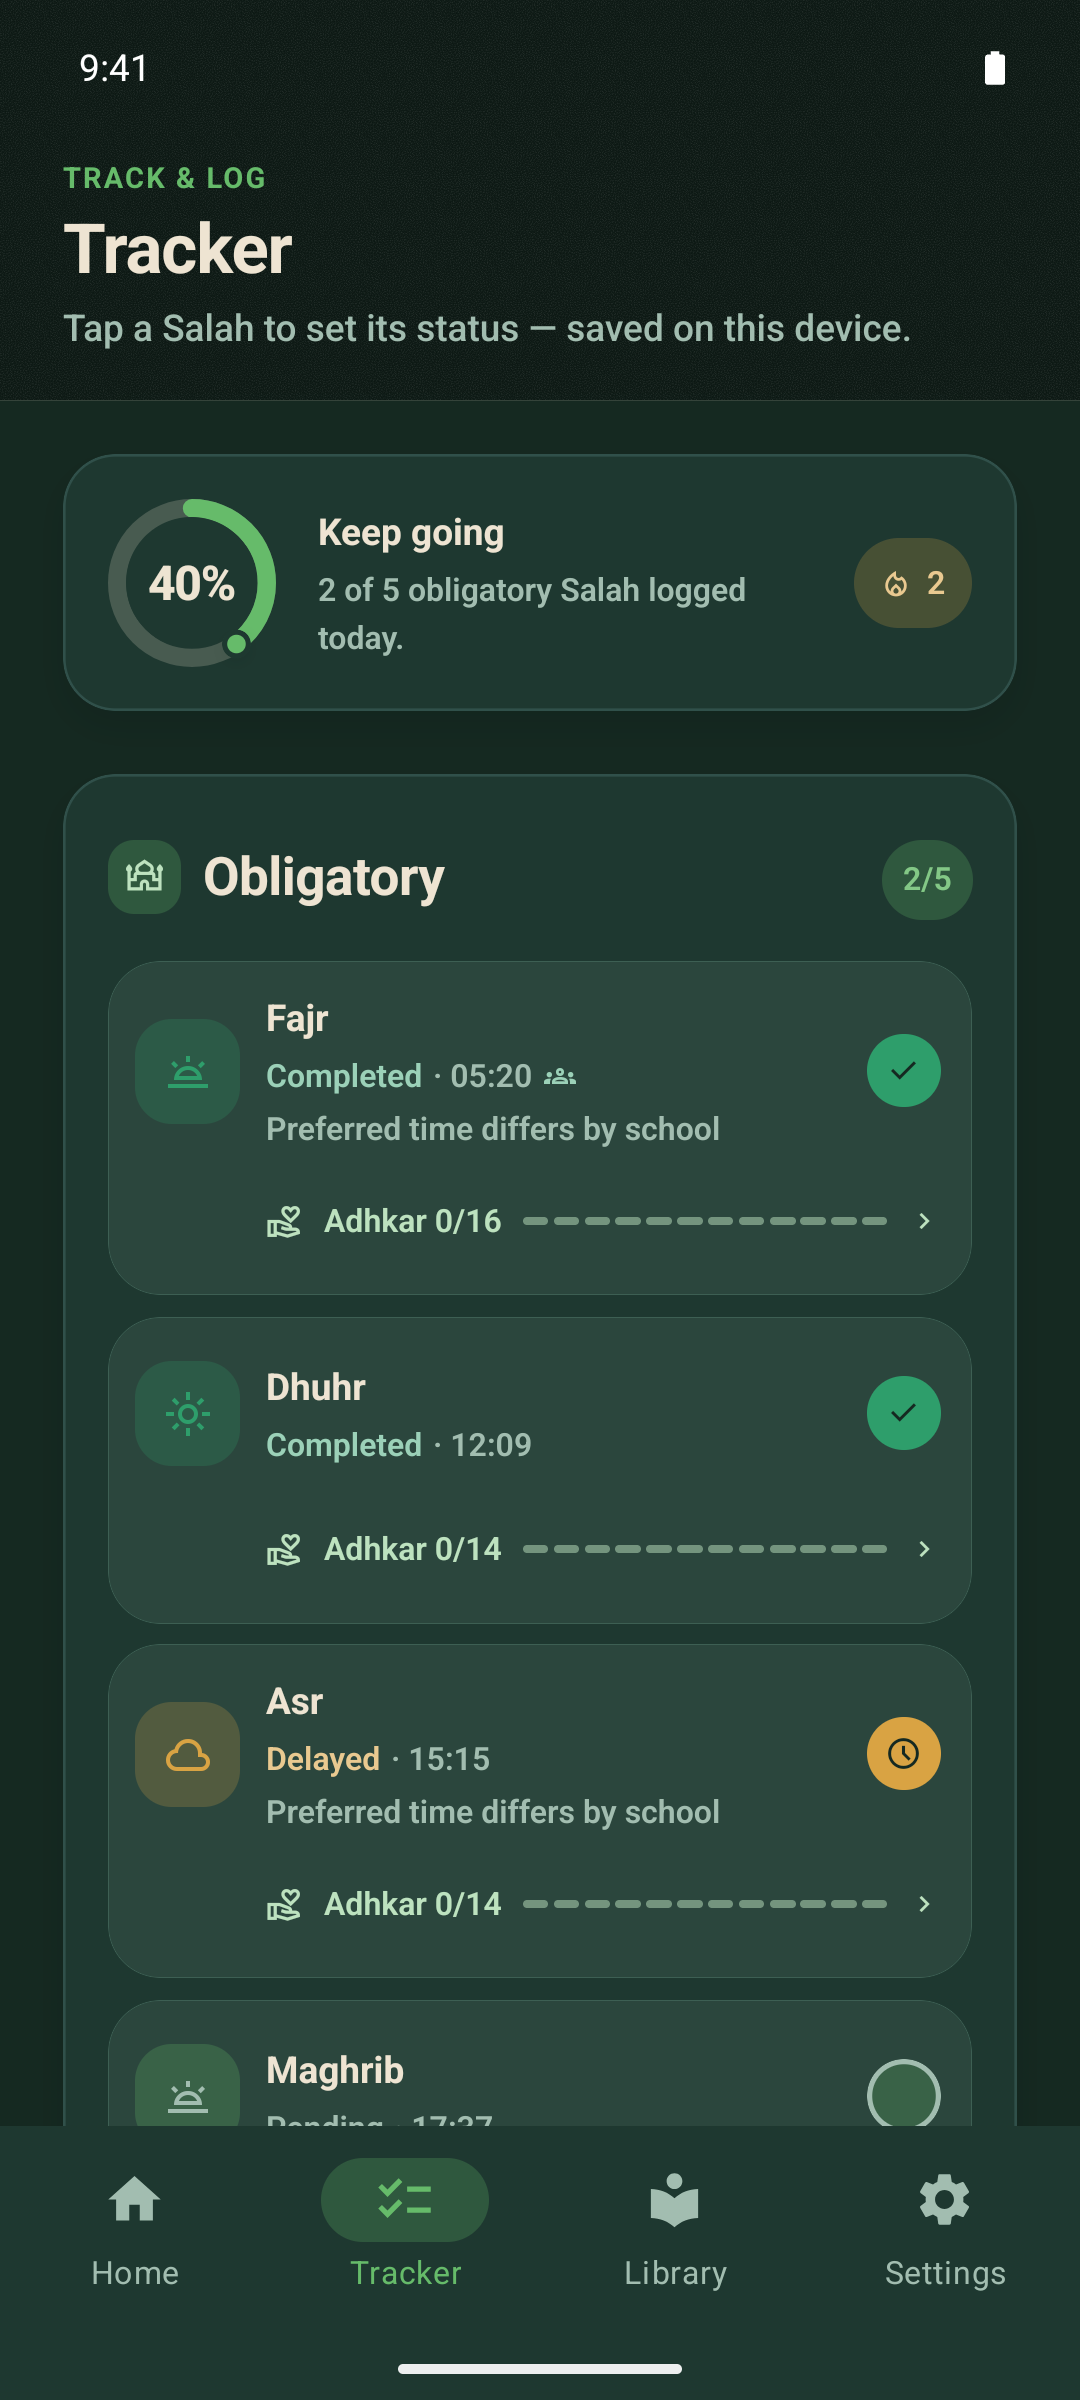 9:41
TRACK & LOG
Tracker
Tap a Salah to set its status — saved on this device.
40%
Keep going
2 of 5 obligatory Salah logged
today.
2
Obligatory
2/5
Fajr
Completed · 05:20
Preferred time differs by school
Adhkar 0/16
Dhuhr
Completed · 12:09
Adhkar 0/14
Asr
Delayed · 15:15
Preferred time differs by school
Adhkar 0/14
Maghrib
Pending · 17:37
Home
Tracker
Library
Settings